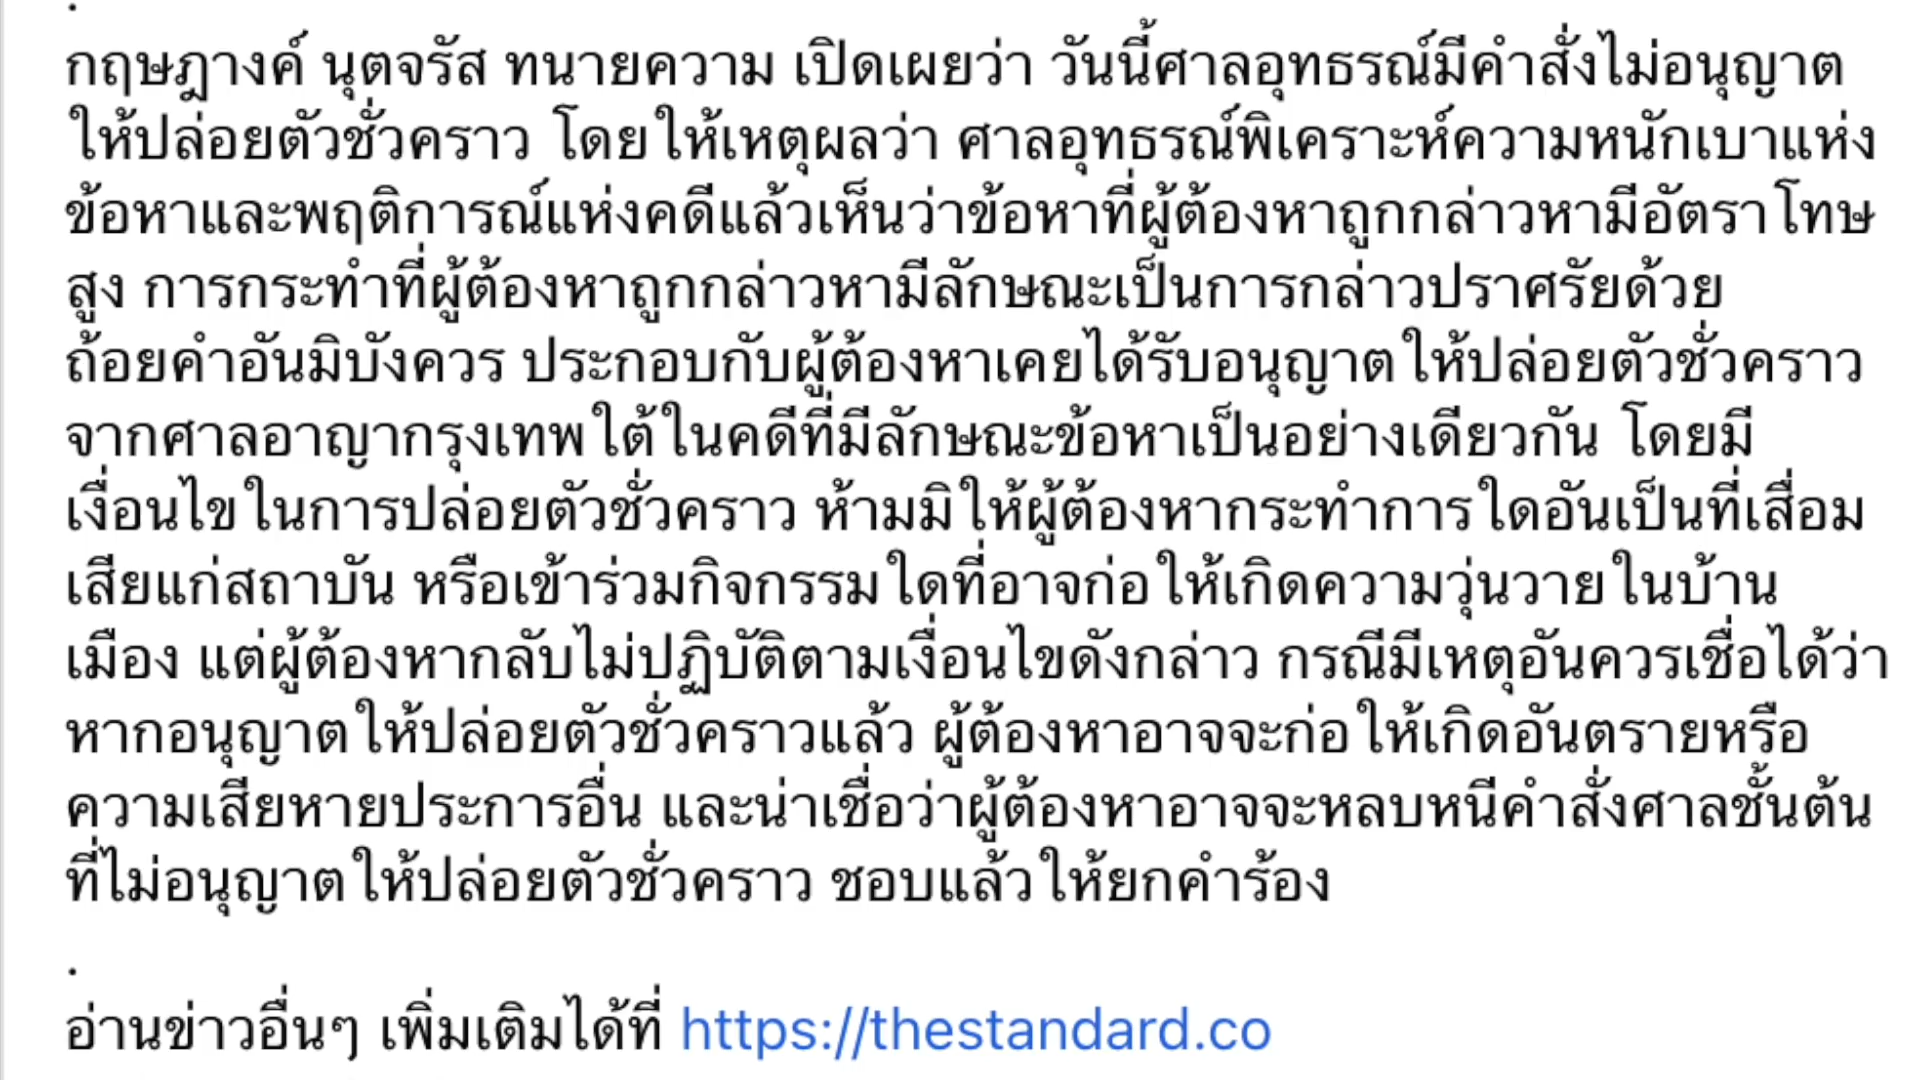 .
กฤษฎางค์ นุตจรัส ทนายความ เปิดเผยว่า วันนี้ศาลอุทธรณ์มีคำสั่งไม่อนุญาต
ให้ปล่อยตัวชั่วคราว โดยให้เหตุผลว่า ศาลอุทธรณ์พิเคราะห์ความหนักเบาแห่ง
ข้อหาและพฤติการณ์แห่งคดีแล้วเห็นว่าข้อหาที่ผู้ต้องหาถูกกล่าวหามีอัตราโทษ
สูง การกระทำที่ผู้ต้องหาถูกกล่าวหามีลักษณะเป็นการกล่าวปราศรัยด้วย
ถ้อยคำอันมิบังควร ประกอบกับผู้ต้องหาเคยได้รับอนุญาตให้ปล่อยตัวชั่วคราว
จากศาลอาญากรุงเทพใต้ในคดีที่มีลักษณะข้อหาเป็นอย่างเดียวกัน โดยมี
เงื่อนไขในการปล่อยตัวชั่วคราว ห้ามมิให้ผู้ต้องหากระทำการใดอันเป็นที่เสื่อม
เสียแก่สถาบัน หรือเข้าร่วมกิจกรรมใดที่อาจก่อให้เกิดความวุ่นวายในบ้าน
เมือง แต่ผู้ต้องหากลับไม่ปฏิบัติตามเงื่อนไขดังกล่าว กรณีมีเหตุอันควรเชื่อได้ว่า
หากอนุญาตให้ปล่อยตัวชั่วคราวแล้ว ผู้ต้องหาอาจจะก่อให้เกิดอันตรายหรือ
ความเสียหายประการอื่น และน่าเชื่อว่าผู้ต้องหาอาจจะหลบหนีคำสั่งศาลชั้นต้น
ที่ไม่อนุญาตให้ปล่อยตัวชั่วคราว ชอบแล้วให้ยกคำร้อง
.
อ่านข่าวอื่นๆ เพิ่มเติมได้ที่ https://thestandard.co